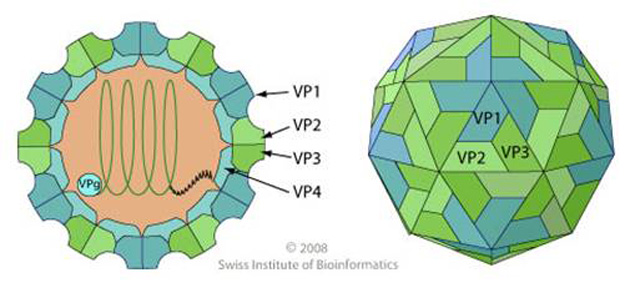 VP1
VP2
VP3
VP4
VPg
VP1
VP2
VP3
© 2008
Swiss Institute of Bioinformatics